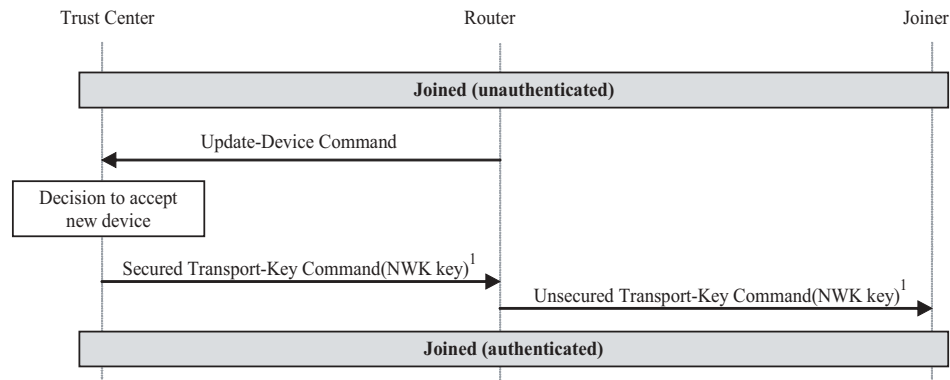 Trust Center
Router
Joiner
Joined (unauthenticated)
Update-Device Command
Decision to accept
new device
Secured Transport-Key Command(NWK key)1
Unsecured Transport-Key Command(NWK key)1
Joined (authenticated)